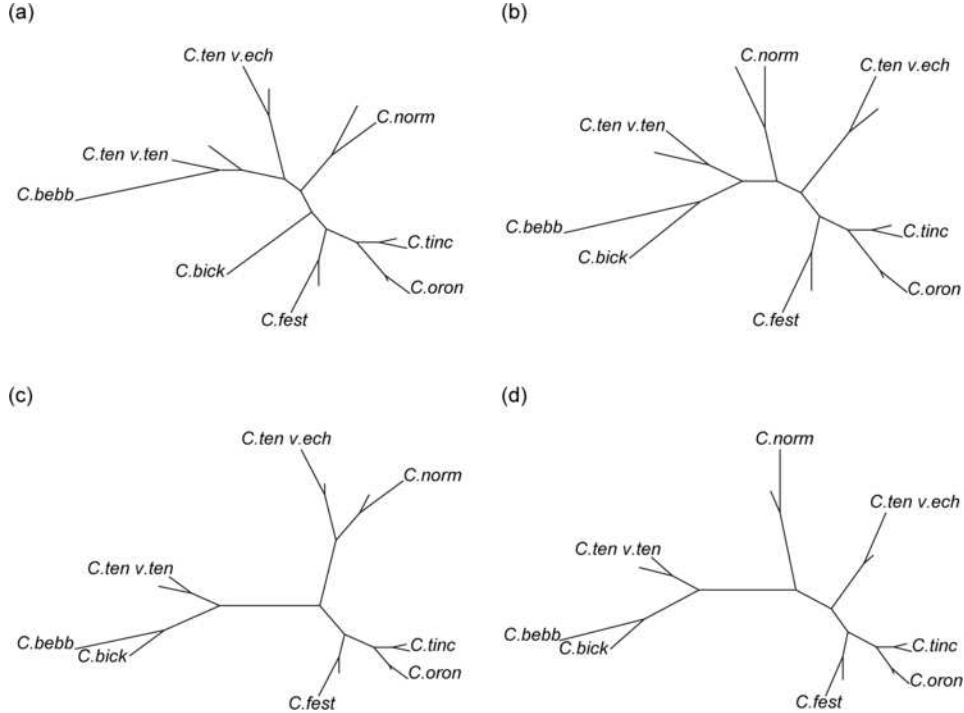 (a)
C.ten v.ech
C.norm
C.ten v.ten
C.bebb
C.tinc
C.bick
C.oron
C.fest
(b)
C.norm
C.ten v.ech
C.ten v.ten
C.bebb
C.tinc
C.bick
C.oron
C.fest
(c)
C.ten v.ech
C.norm
C.ten v.ten
C.bebb
C.tinc
C.bick
C.oron
C.fest
(d)
C.norm
C.ten v.ech
C.ten v.ten
C.bebb
C.tinc
C.bick
C.oron
C.fest